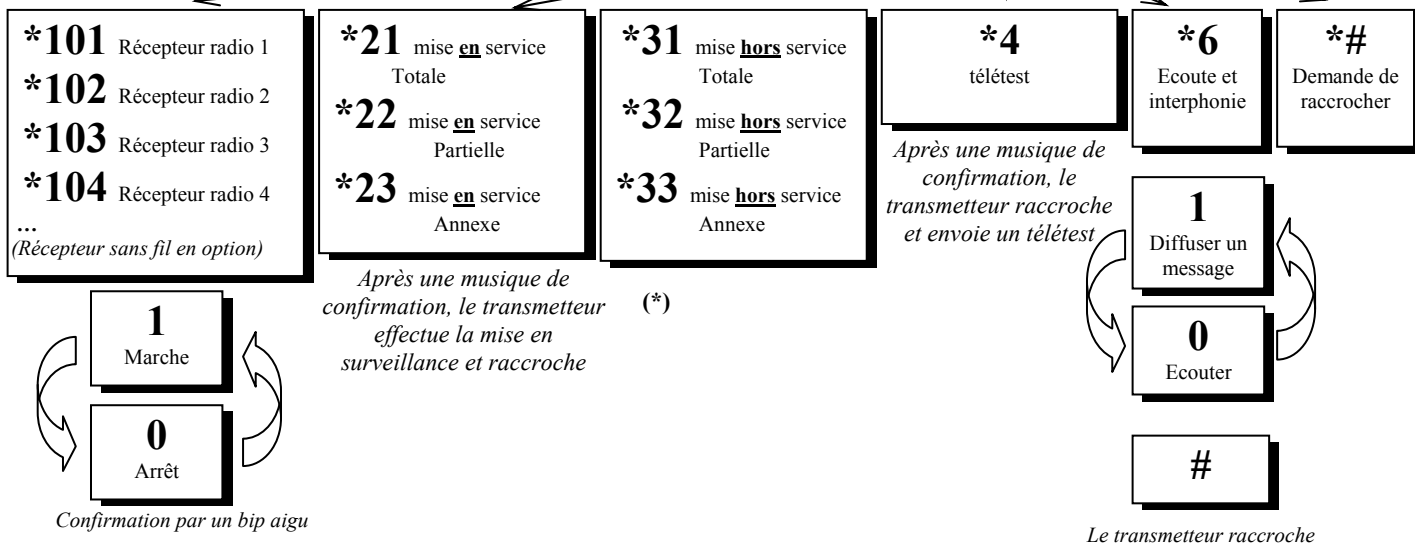 *101 Récepteur radio 1
*102 Récepteur radio 2
*103 Récepteur radio 3
*104 Récepteur radio 4
...
(Récepteur sans fil en option)
1
Marche
0
Arrêt
Confirmation par un bip aigu
*21 mise en service
Totale
*22 mise en service
Partielle
*23 mise en service
Annexe
Après une musique de
confirmation, le transmetteur
effectue la mise en
surveillance et raccroche
*31 mise hors service
Totale
*32 mise hors service
Partielle
*33 mise hors service
Annexe
(*)
*4
télétest
Après une musique de
confirmation, le
transmetteur raccroche
et envoie un télétest
*6
Ecoute et
interphonie
1
Diffuser un
message
0
Ecouter
#
Le transmetteur raccroche
*#
Demande de
raccrocher